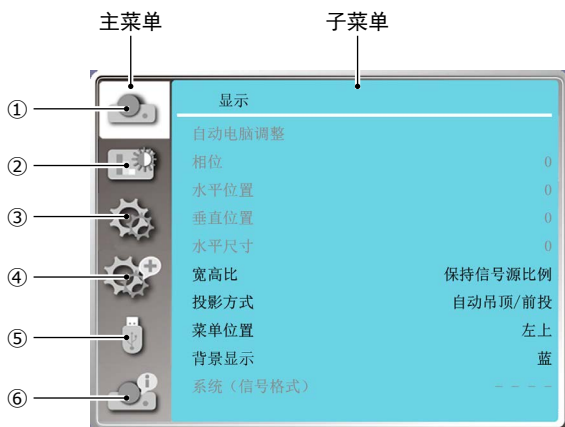 主菜单 子菜单
① 显示
自动电脑调整
② 相位 0
水平位置 0
③ 垂直位置 0
水平尺寸 0
④ 宽高比 保持信号源比例
投影方式 自动吊顶/前投
⑤ 菜单位置 左上
背景显示 蓝
⑥ 系统（信号格式） - - - -